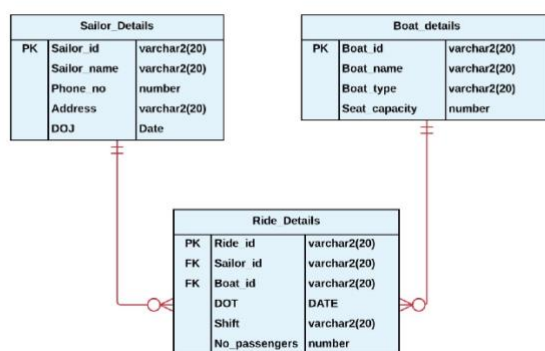 Sailor_Details
PK Sailor_id varchar2(20)
Sailor_name varchar2(20)
Phone_no number
Address varchar2(20)
DOJ Date
Boat_details
PK Boat_id varchar2(20)
Boat_name varchar2(20)
Boat_type varchar2(20)
Seat_capacity number
Ride_Details
PK Ride_id varchar2(20)
FK Sailor_id varchar2(20)
FK Boat_id varchar2(20)
DOT DATE
Shift varchar2(20)
No_passengers number